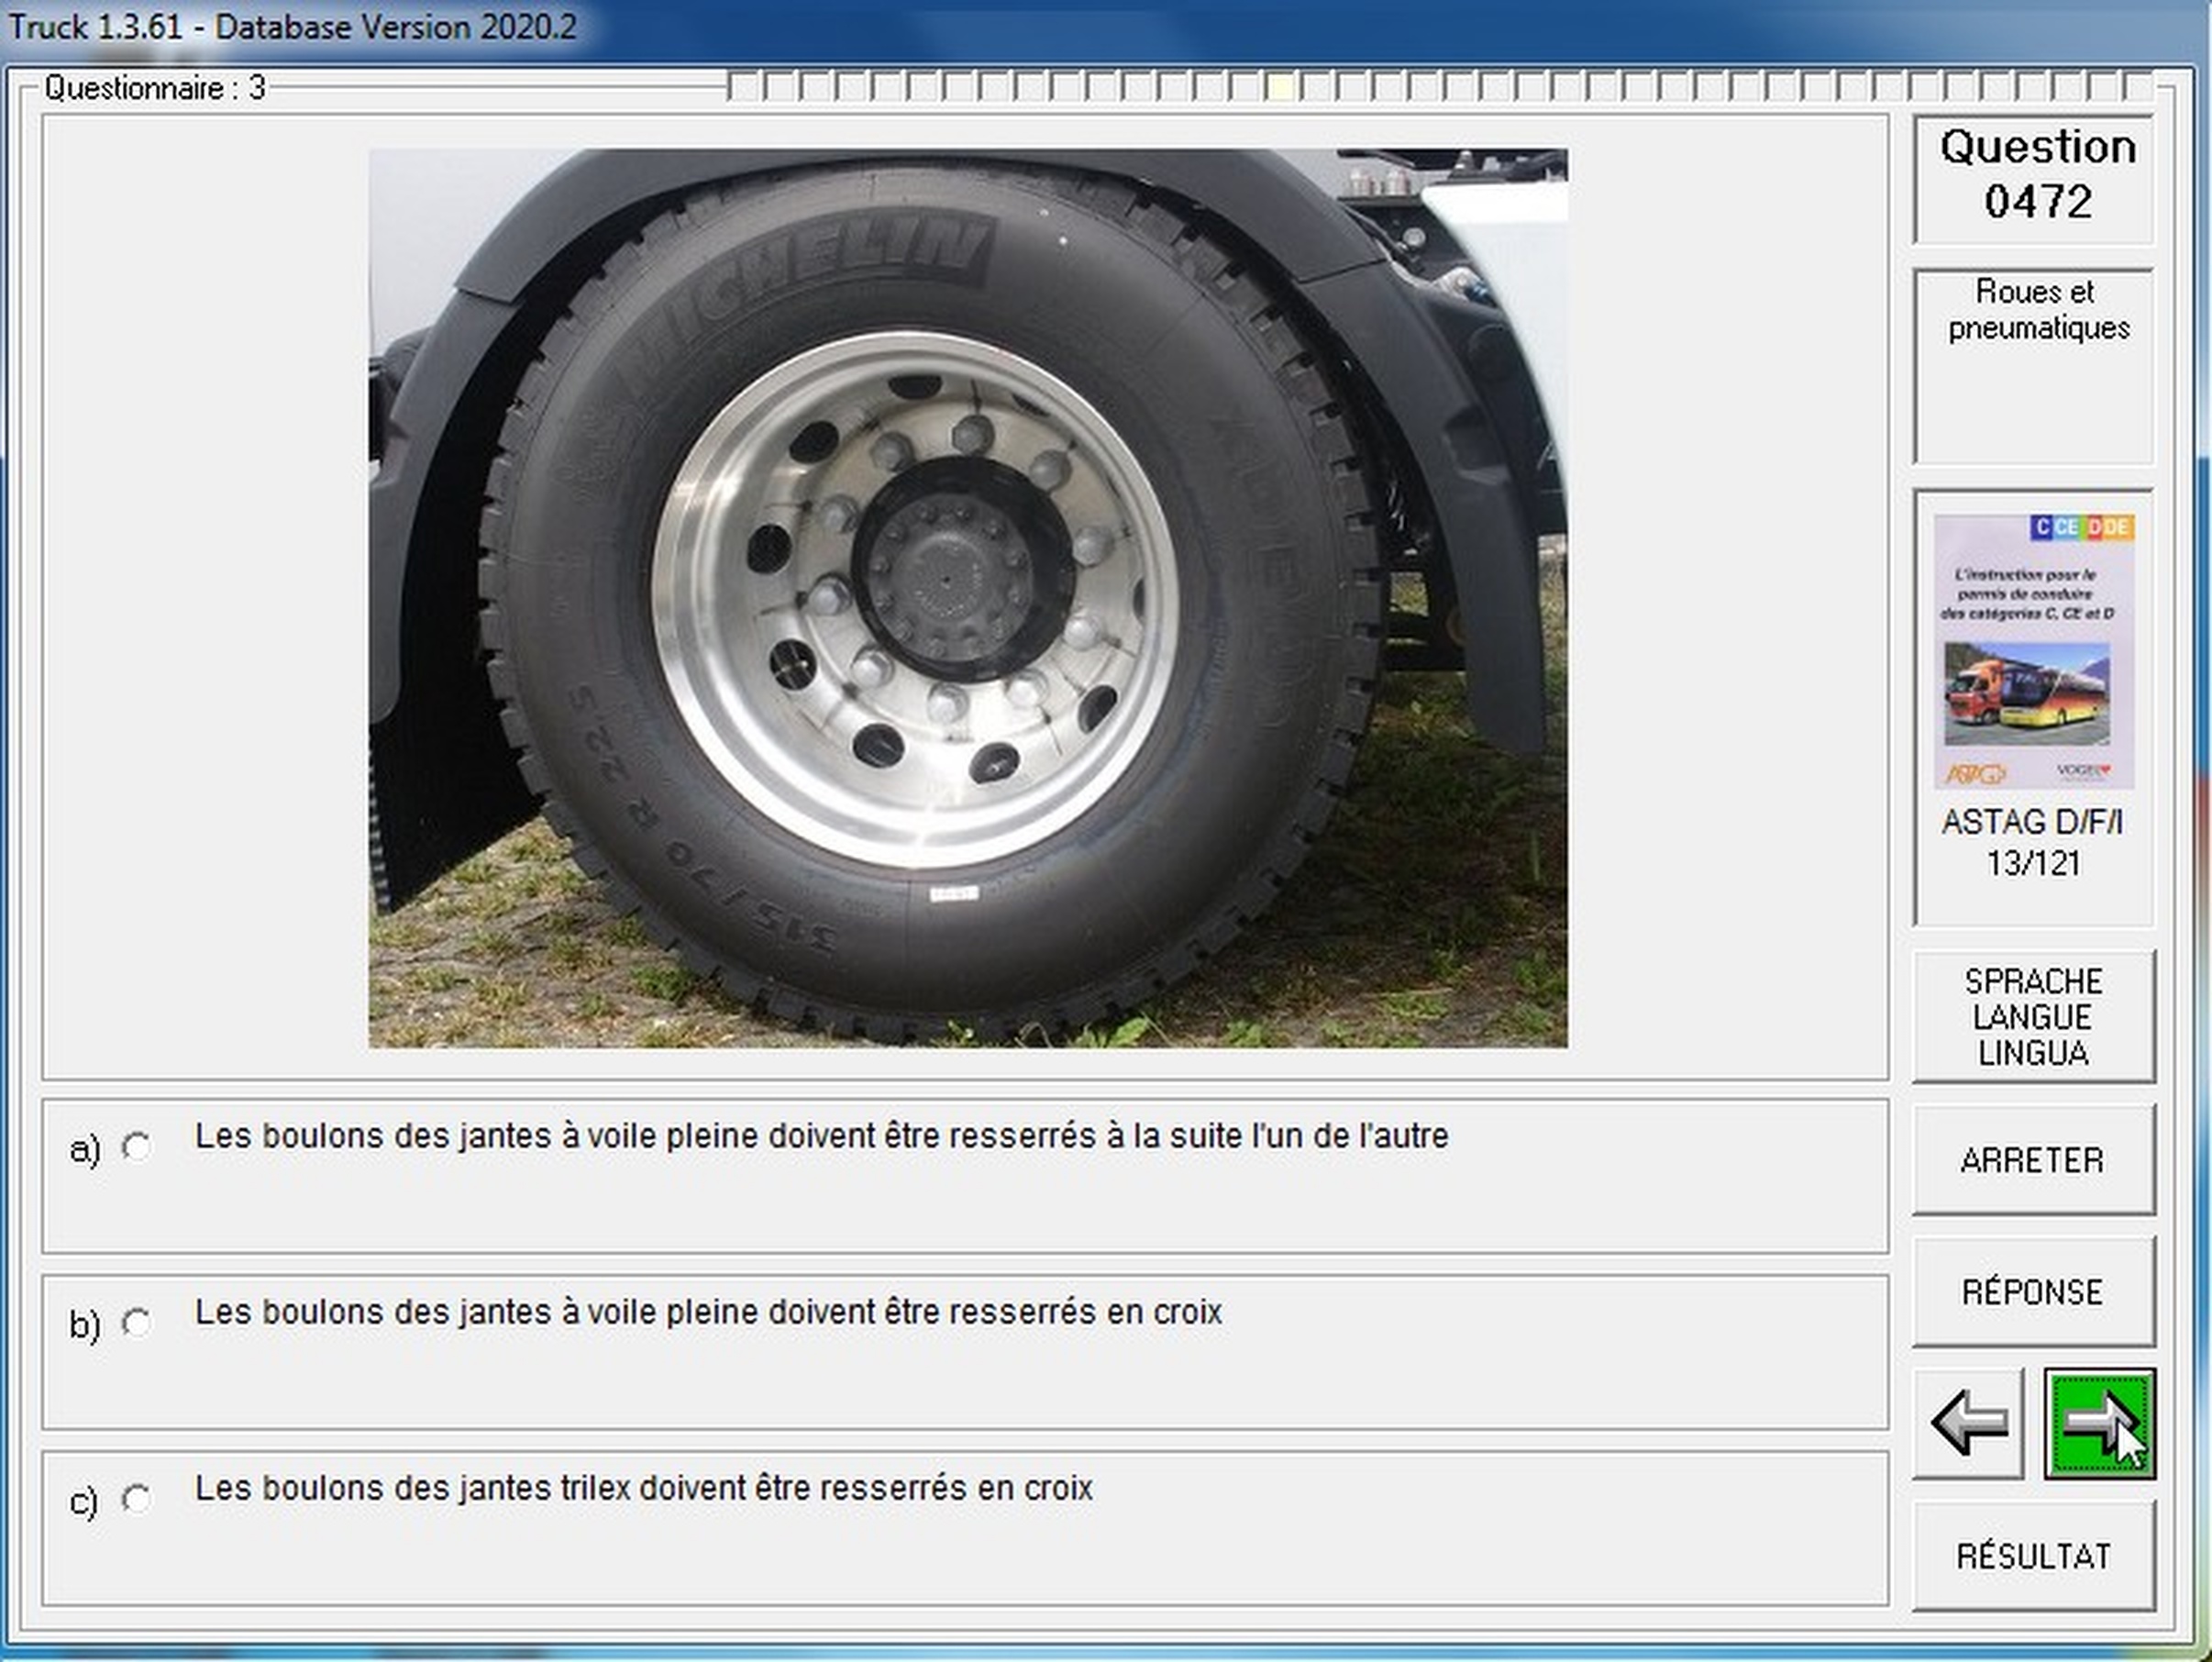 Truck 1.3.61 - Database Version 2020.2
Questionnaire : 3
MICHELIN
315/70 R 22,5
Question
0472
Roues et
pneumatiques
C CE D DE
L'instruction pour le
permis de conduire
des catégories C, CE et D
ASTAG
VOGEL
ASTAG D/F/I
13/121
SPRACHE
LANGUE
LINGUA
ARRETER
RÉPONSE
RÉSULTAT
a) Les boulons des jantes à voile pleine doivent être resserrés à la suite l'un de l'autre
b) Les boulons des jantes à voile pleine doivent être resserrés en croix
c) Les boulons des jantes trilex doivent être resserrés en croix